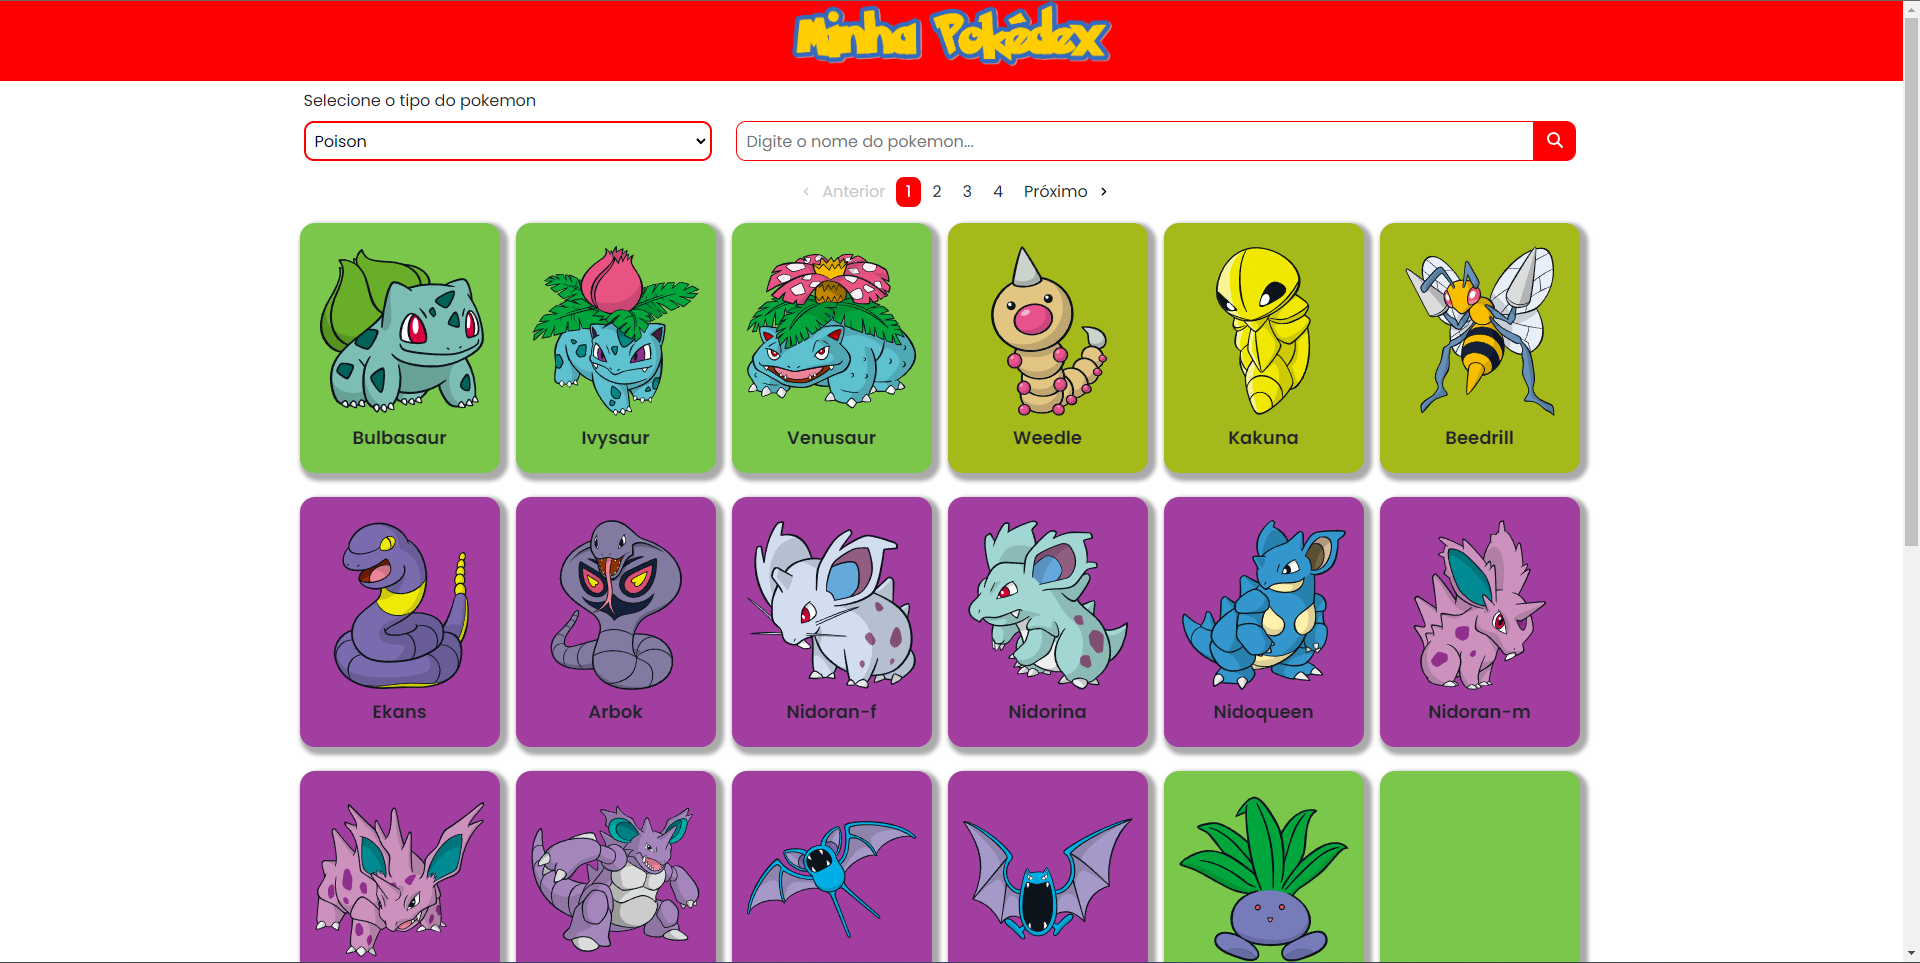 Minha Pokédex
Selecione o tipo do pokemon
Poison
Digite o nome do pokemon...
Anterior 1 2 3 4 Próximo
Bulbasaur Ivysaur Venusaur Weedle Kakuna Beedrill
Ekans Arbok Nidoran-f Nidorina Nidoqueen Nidoran-m